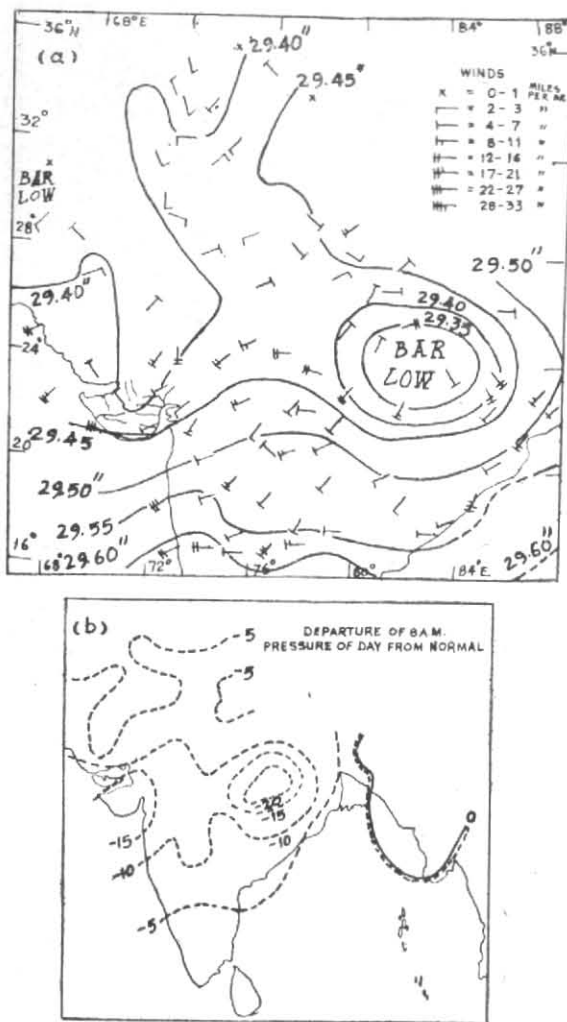 36°N
68°E
84°
88°
36°N
(a)
29.40"
29.45"
WINDS
MILES PER HR
x = 0-1
= 2-3 "
= 4-7 "
= 8-11 "
= 12-16 "
= 17-21 "
= 22-27 "
= 28-33 "
32°
BAR
LOW
28°
29.50"
29.40"
29.40
29.35
24°
BAR
LOW
29.45
20°
29.50"
29.55
16°
29.60"
29.60"
68°
72°
76°
80°
84°E
(b)
5
DEPARTURE OF 8 A.M.
PRESSURE OF DAY FROM NORMAL
5
-15
-15
-10
0
-10
-5